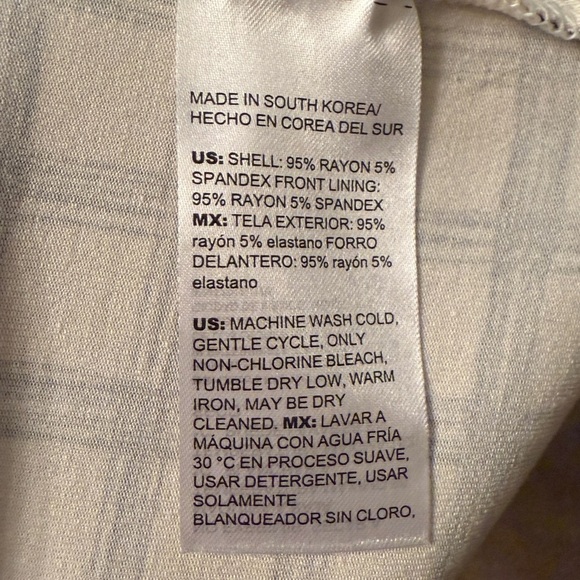 MADE IN SOUTH KOREA/
HECHO EN COREA DEL SUR
US: SHELL: 95% RAYON 5%
SPANDEX FRONT LINING:
95% RAYON 5% SPANDEX
MX: TELA EXTERIOR: 95%
rayón 5% elastano FORRO
DELANTERO: 95% rayón 5%
elastano
US: MACHINE WASH COLD,
GENTLE CYCLE, ONLY
NON-CHLORINE BLEACH,
TUMBLE DRY LOW, WARM
IRON, MAY BE DRY
CLEANED. MX: LAVAR A
MÁQUINA CON AGUA FRÍA
30 °C EN PROCESO SUAVE,
USAR DETERGENTE, USAR
SOLAMENTE
BLANQUEADOR SIN CLORO,